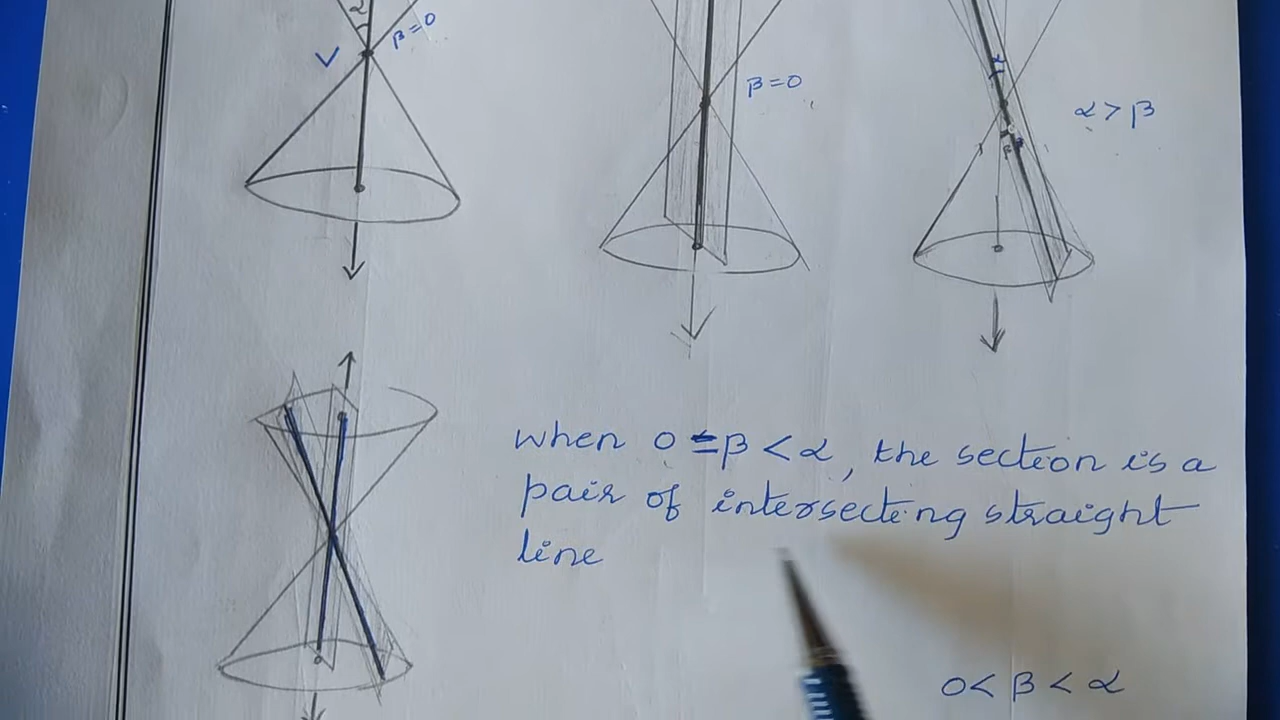 α
β=0
V
β=0
α
α > β
α
when 0 ≤ β < α, the section is a
pair of intersecting straight
line
0 < β < α